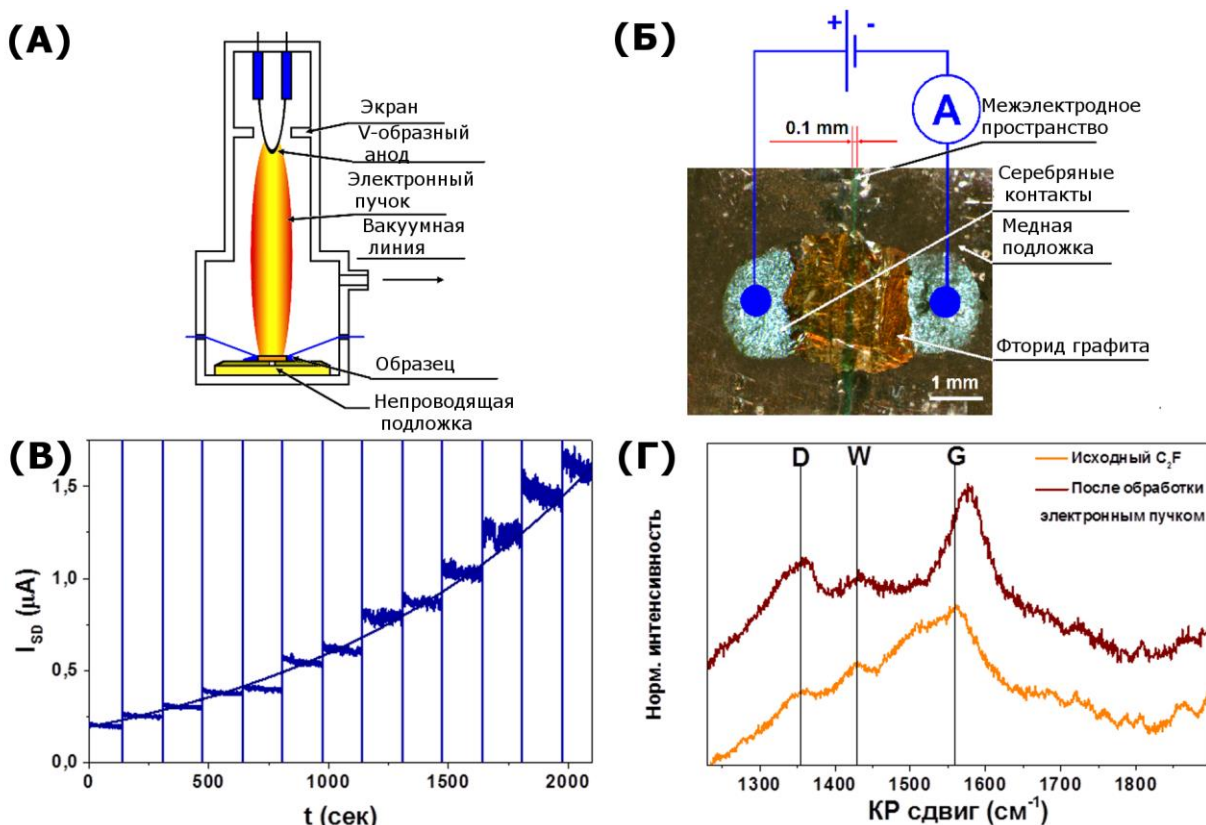 (А)
Экран
V-образный
анод
Электронный
пучок
Вакуумная
линия
Образец
Непроводящая
подложка
(Б)
+ -
A
0.1 mm
Межэлектродное
пространство
Серебряные
контакты
Медная
подложка
Фторид графита
1 mm
(В)
1,5
1,0
0,5
0,0
I_SD (μA)
0 500 1000 1500 2000
t (сек)
(Г)
D W G
Исходный C₂F
После обработки
электронным пучком
Норм. интенсивность
1300 1400 1500 1600 1700 1800
КР сдвиг (см⁻¹)